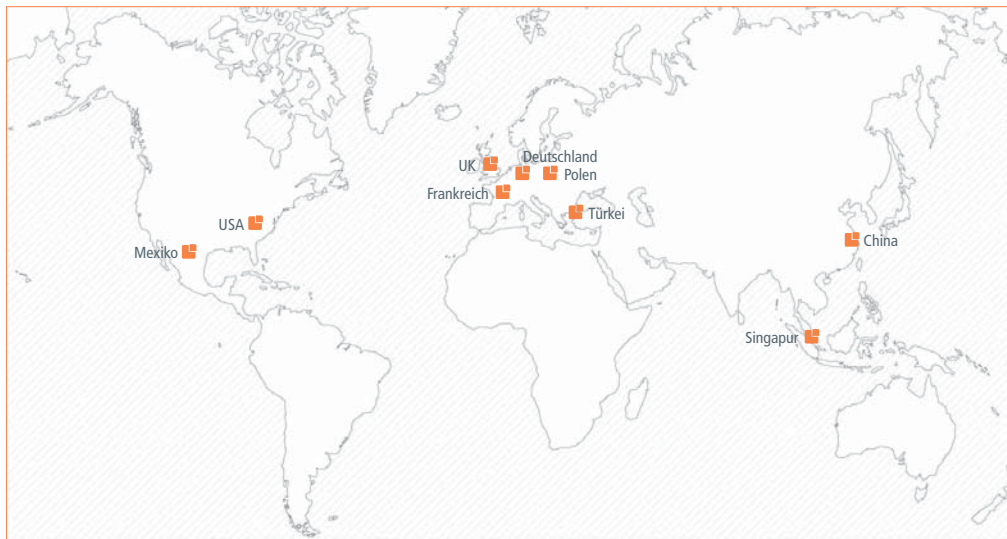 Deutschland
UK
Polen
Frankreich
Türkei
USA
China
Mexiko
Singapur